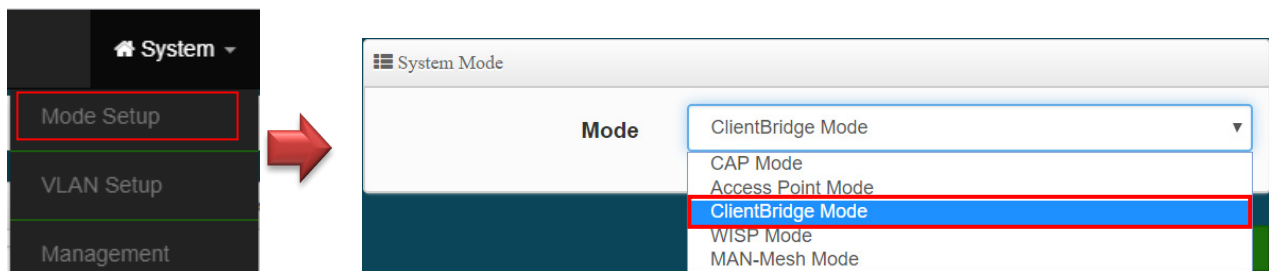 System
Mode Setup
VLAN Setup
Management
System Mode
Mode
ClientBridge Mode
CAP Mode
Access Point Mode
ClientBridge Mode
WISP Mode
MAN-Mesh Mode